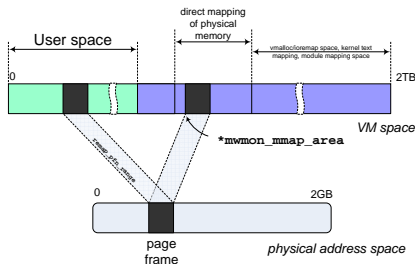 direct mapping
of physical
memory
User space
vmalloc/ioremap space, kernel text
mapping, module mapping space
0
2TB
VM space
*mwmon_mmap_area
remap_pfn_range
0
2GB
page
frame
physical address space